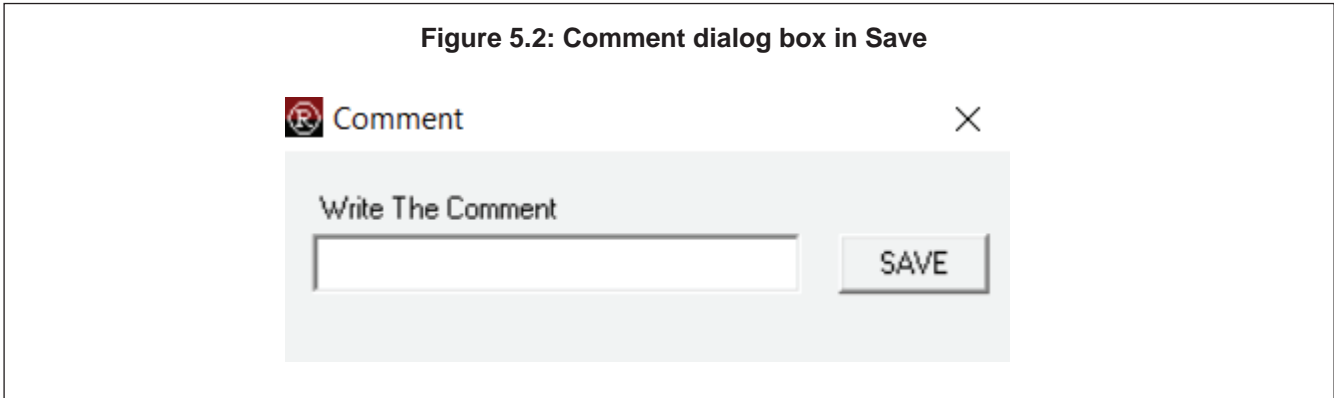 Figure 5.2: Comment dialog box in Save
R Comment
Write The Comment
SAVE